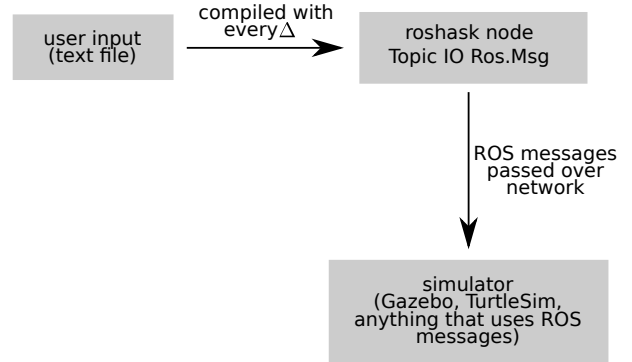 user input
(text file)
compiled with
every∆
roshask node
Topic IO Ros.Msg
ROS messages
passed over
network
simulator
(Gazebo, TurtleSim,
anything that uses ROS
messages)